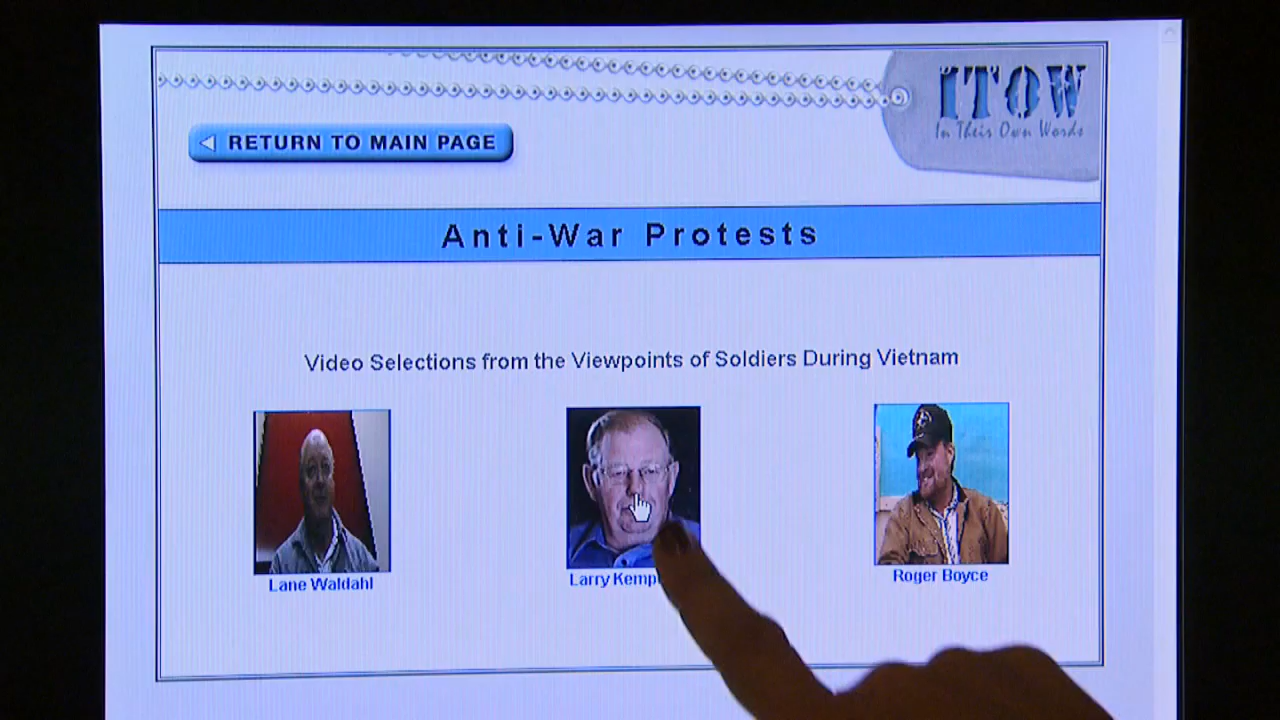 ITOW
In Their Own Words
RETURN TO MAIN PAGE
Anti-War Protests
Video Selections from the Viewpoints of Soldiers During Vietnam
Lane Waldahl
Larry
Roger Boyce